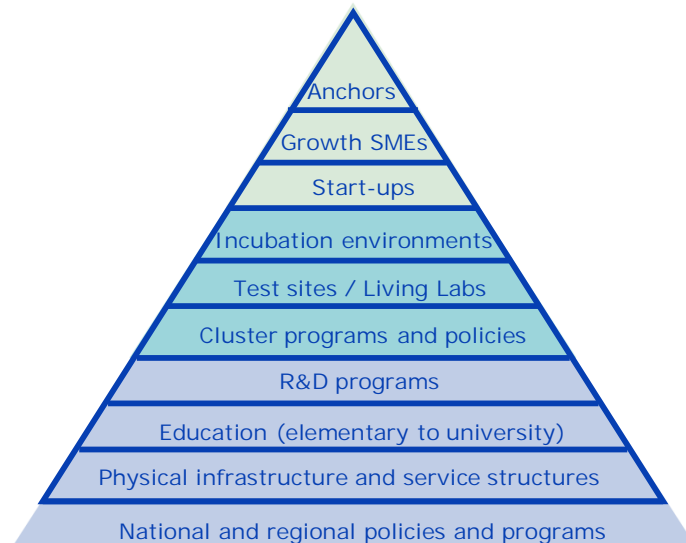 Anchors
Growth SMEs
Start-ups
Incubation environments
Test sites / Living Labs
Cluster programs and policies
R&D programs
Education (elementary to university)
Physical infrastructure and service structures
National and regional policies and programs